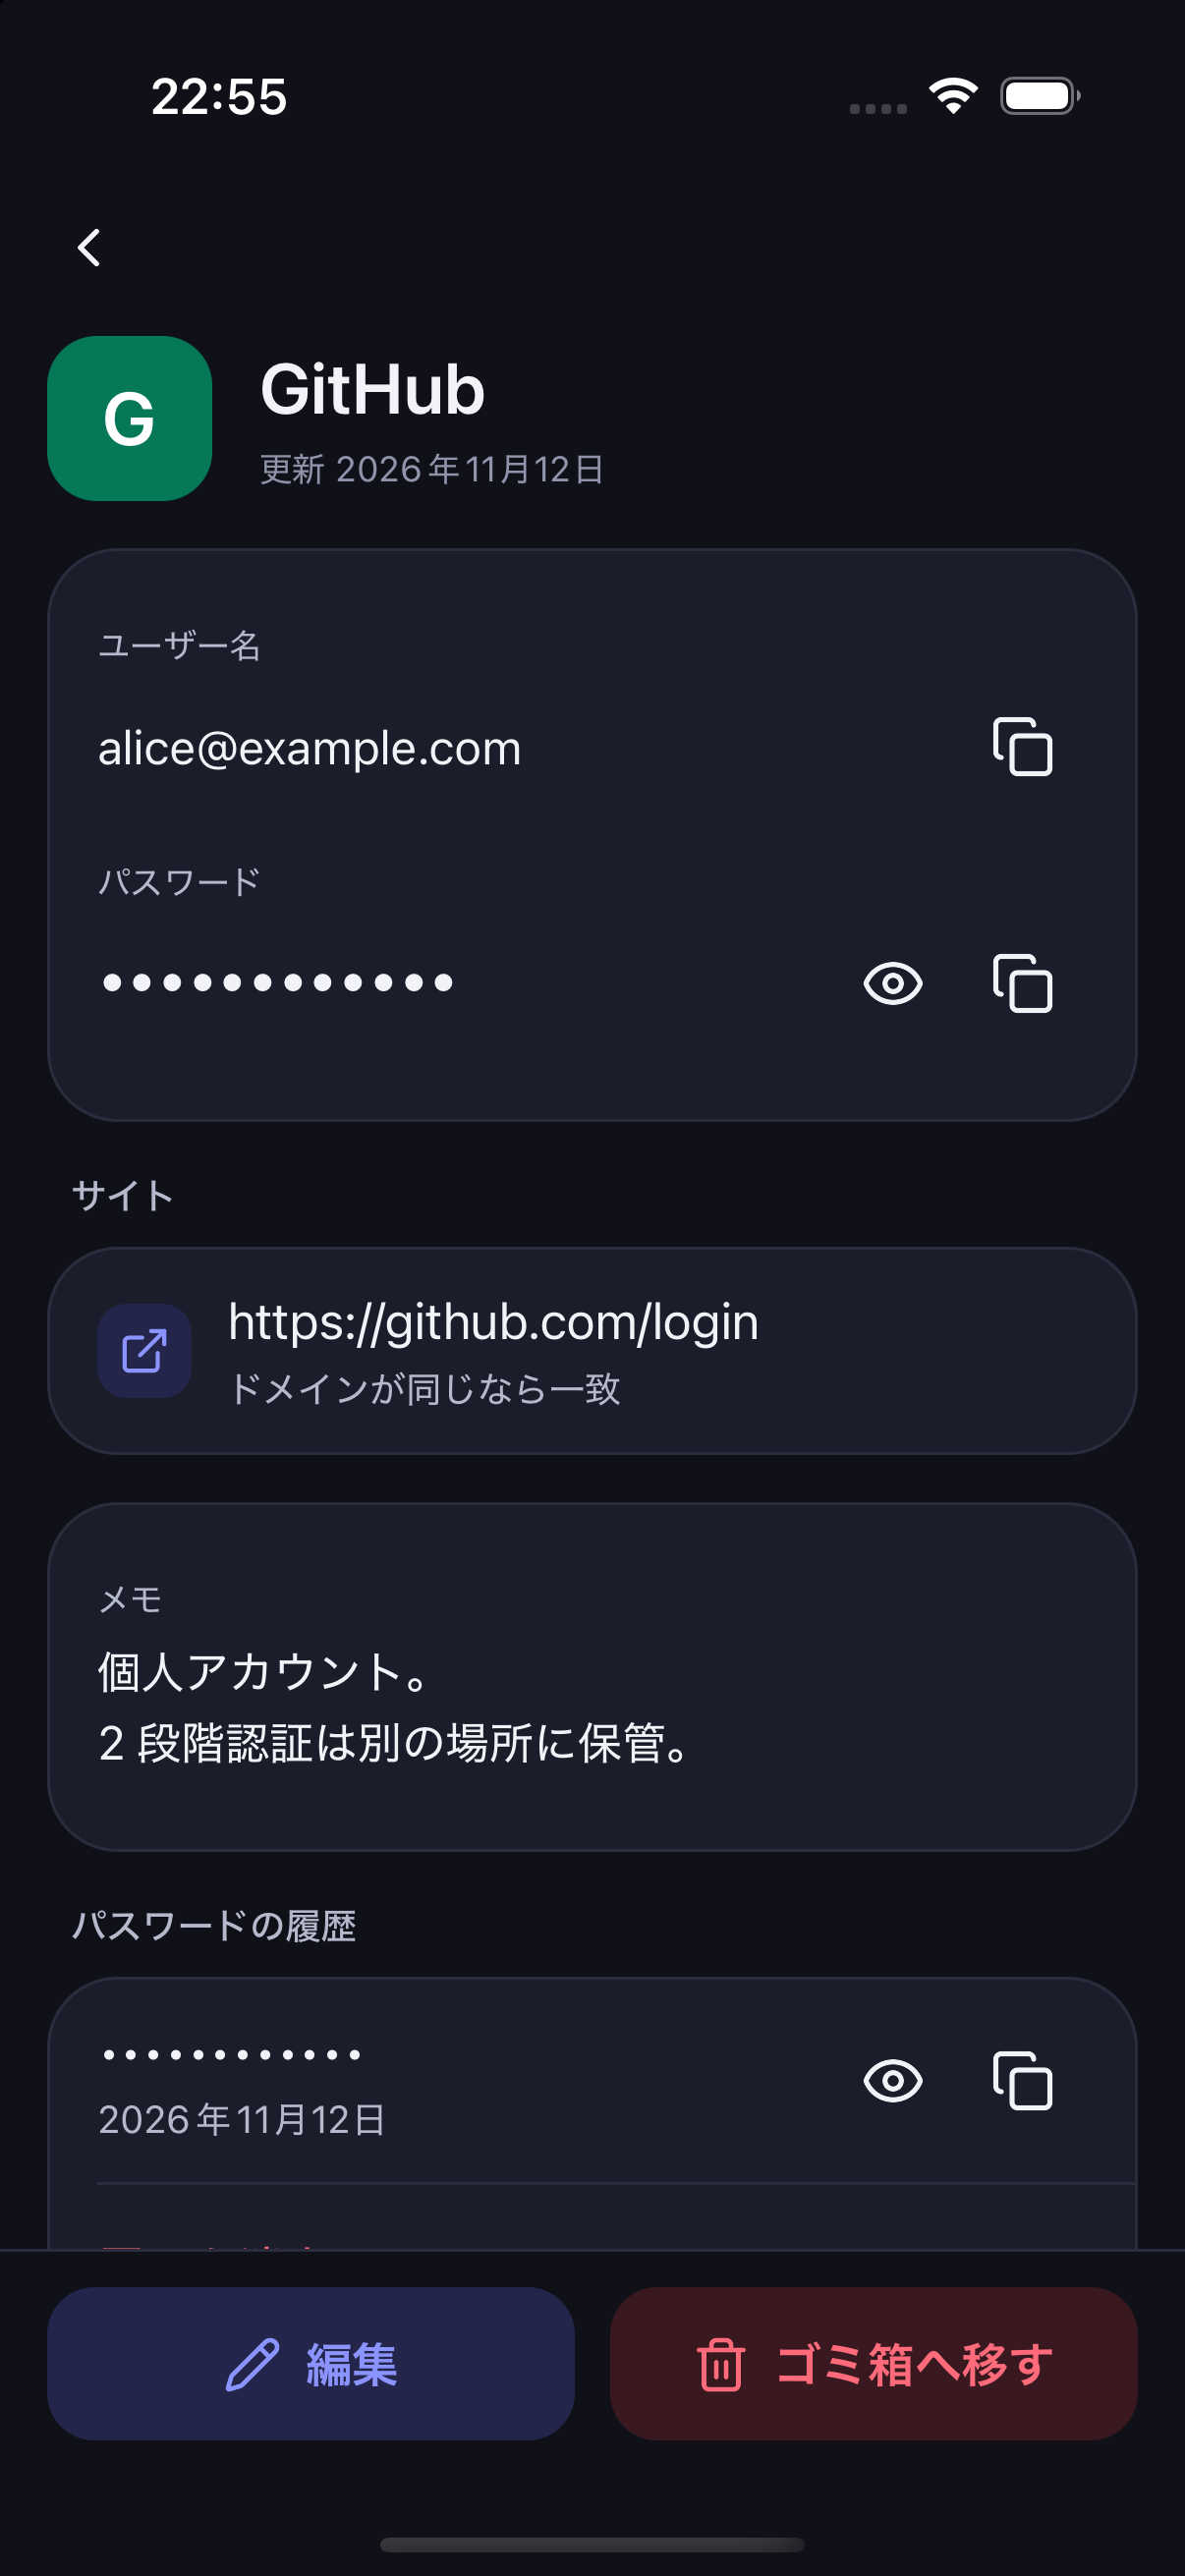 22:55
G
GitHub
更新 2026年11月12日
ユーザー名
alice@example.com
パスワード
••••••••••••
サイト
https://github.com/login
ドメインが同じなら一致
メモ
個人アカウント。
2 段階認証は別の場所に保管。
パスワードの履歴
••••••••••••
2026年11月12日
編集
ゴミ箱へ移す